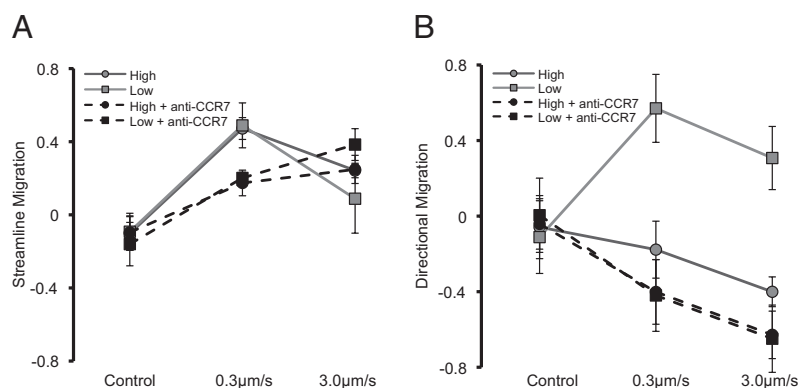 A
Streamline Migration
0.8
0.4
0
-0.4
-0.8
High
Low
High + anti-CCR7
Low + anti-CCR7
Control
0.3µm/s
3.0µm/s
B
Directional Migration
0.8
0.4
0
-0.4
-0.8
High
Low
High + anti-CCR7
Low + anti-CCR7
Control
0.3µm/s
3.0µm/s